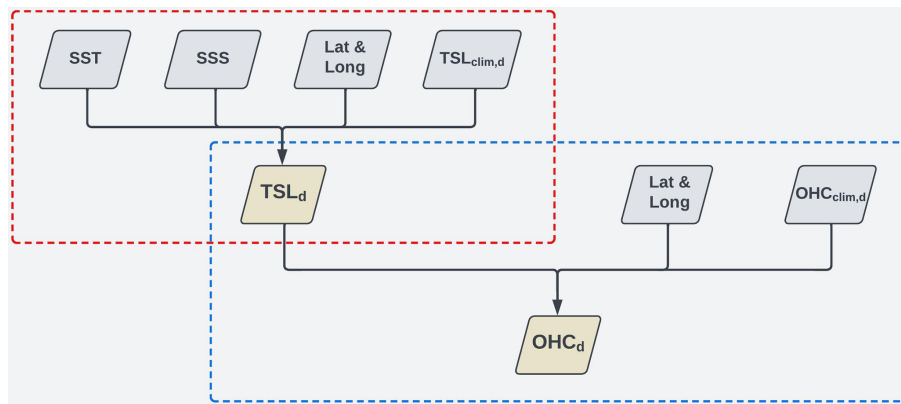 SST
SSS
Lat &
Long
TSLclim,d
TSLd
Lat &
Long
OHCclim,d
OHCd